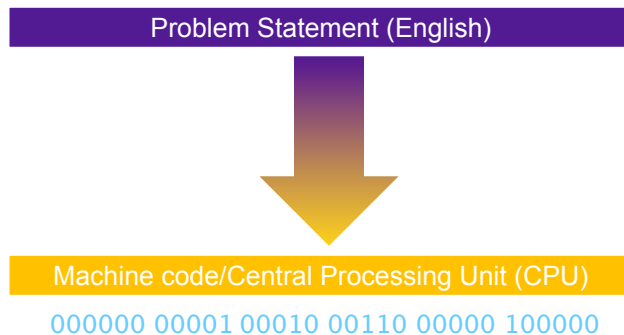 Problem Statement (English)
Machine code/Central Processing Unit (CPU)
000000 00001 00010 00110 00000 100000